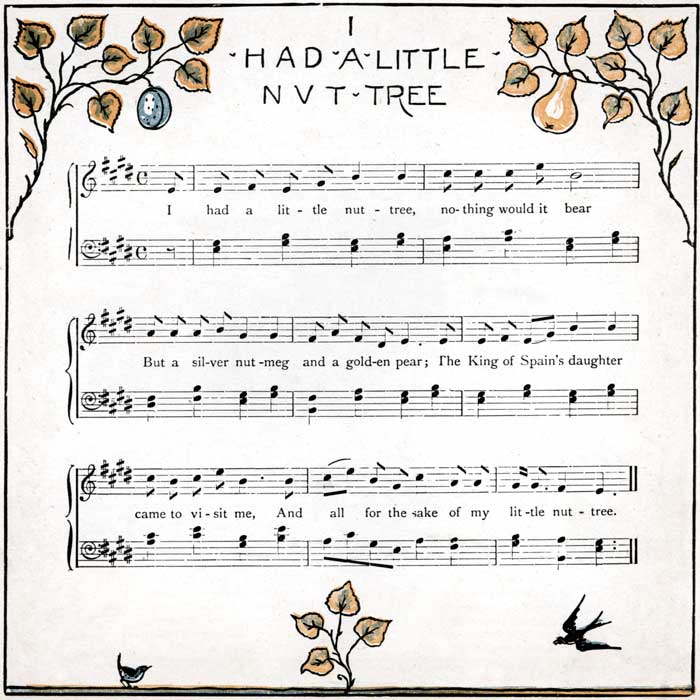 I
HAD A LITTLE
NVT TREE
I had a lit - tle nut - tree, no-thing would it bear
But a sil-ver nut-meg and a gold-en pear; The King of Spain's daughter
came to vi-sit me, And all for the sake of my lit-tle nut-tree.